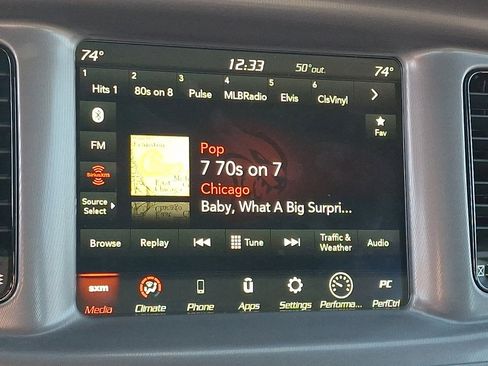 74° 12:33 50°out. 74°
1 2 3 4 5 6
Hits 1 80s on 8 Pulse MLBRadio Elvis ClsVinyl
Fav
FM
SiriusXM
Source
Select
Pop
7 70s on 7
Chicago
Baby, What A Big Surpri...
Browse Replay Tune Traffic & Weather Audio
sxm PC
Media Climate Phone Apps Settings Performa... PerfCtrl